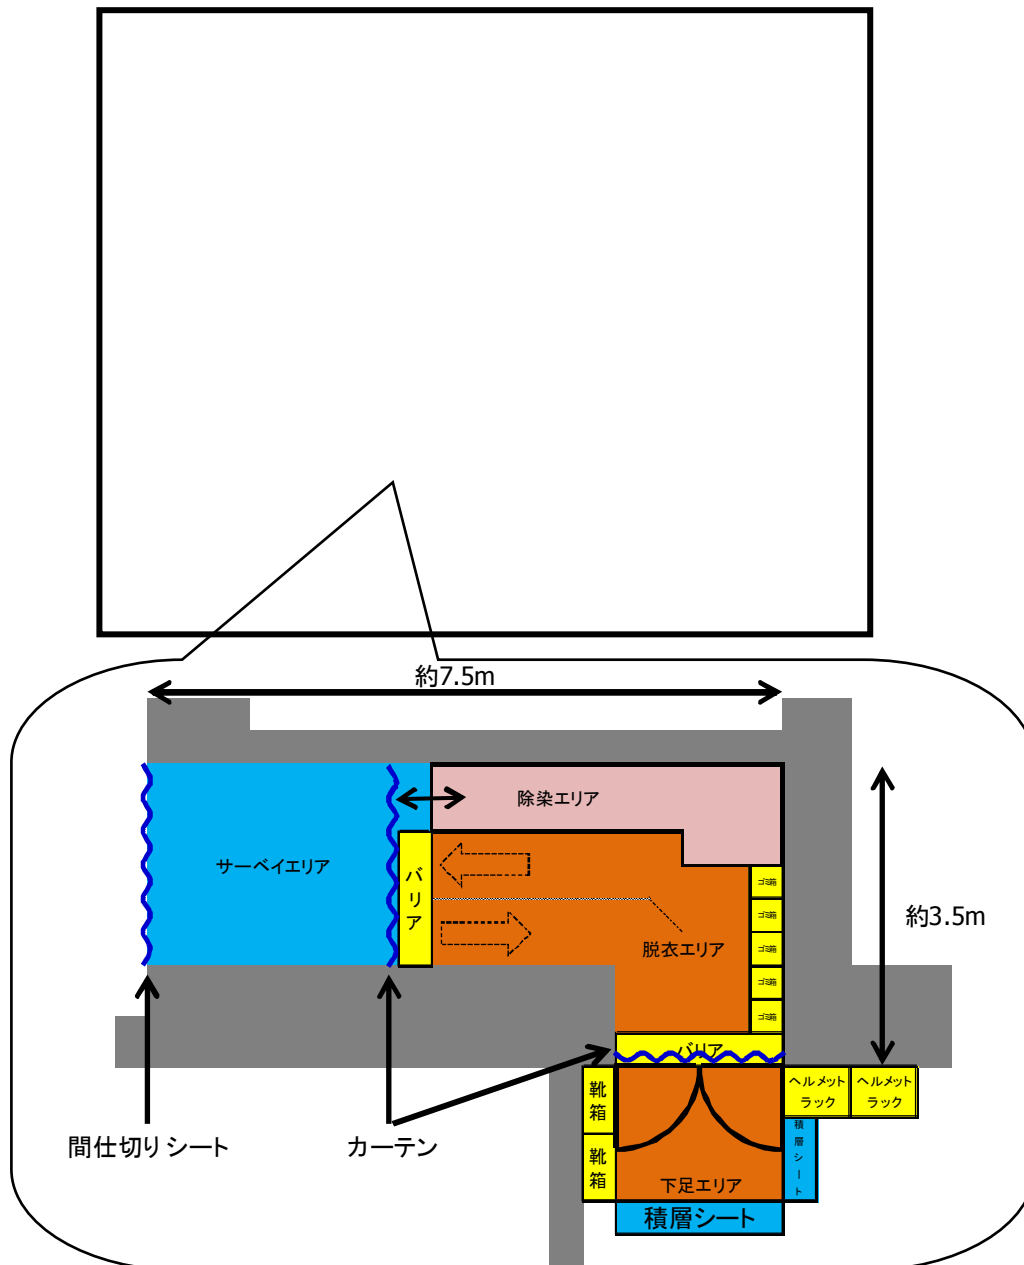 約7.5m
除染エリア
サーベイエリア
バリア
ゴミ箱
ゴミ箱
ゴミ箱
ゴミ箱
ゴミ箱
約3.5m
脱衣エリア
バリア
靴箱
靴箱
ヘルメット
ラック
ヘルメット
ラック
積層シート
間仕切りシート
カーテン
下足エリア
積層シート